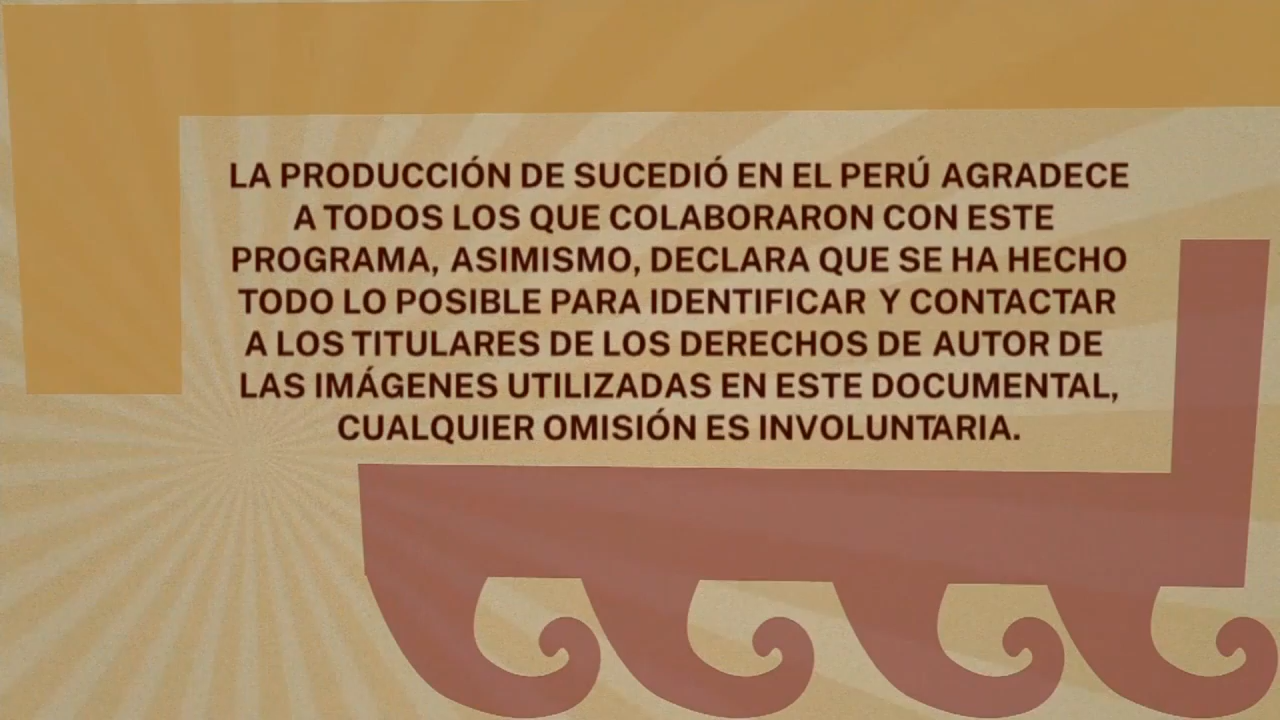 LA PRODUCCIÓN DE SUCEDIÓ EN EL PERÚ AGRADECE
A TODOS LOS QUE COLABORARON CON ESTE
PROGRAMA, ASIMISMO, DECLARA QUE SE HA HECHO
TODO LO POSIBLE PARA IDENTIFICAR Y CONTACTAR
A LOS TITULARES DE LOS DERECHOS DE AUTOR DE
LAS IMÁGENES UTILIZADAS EN ESTE DOCUMENTAL,
CUALQUIER OMISIÓN ES INVOLUNTARIA.